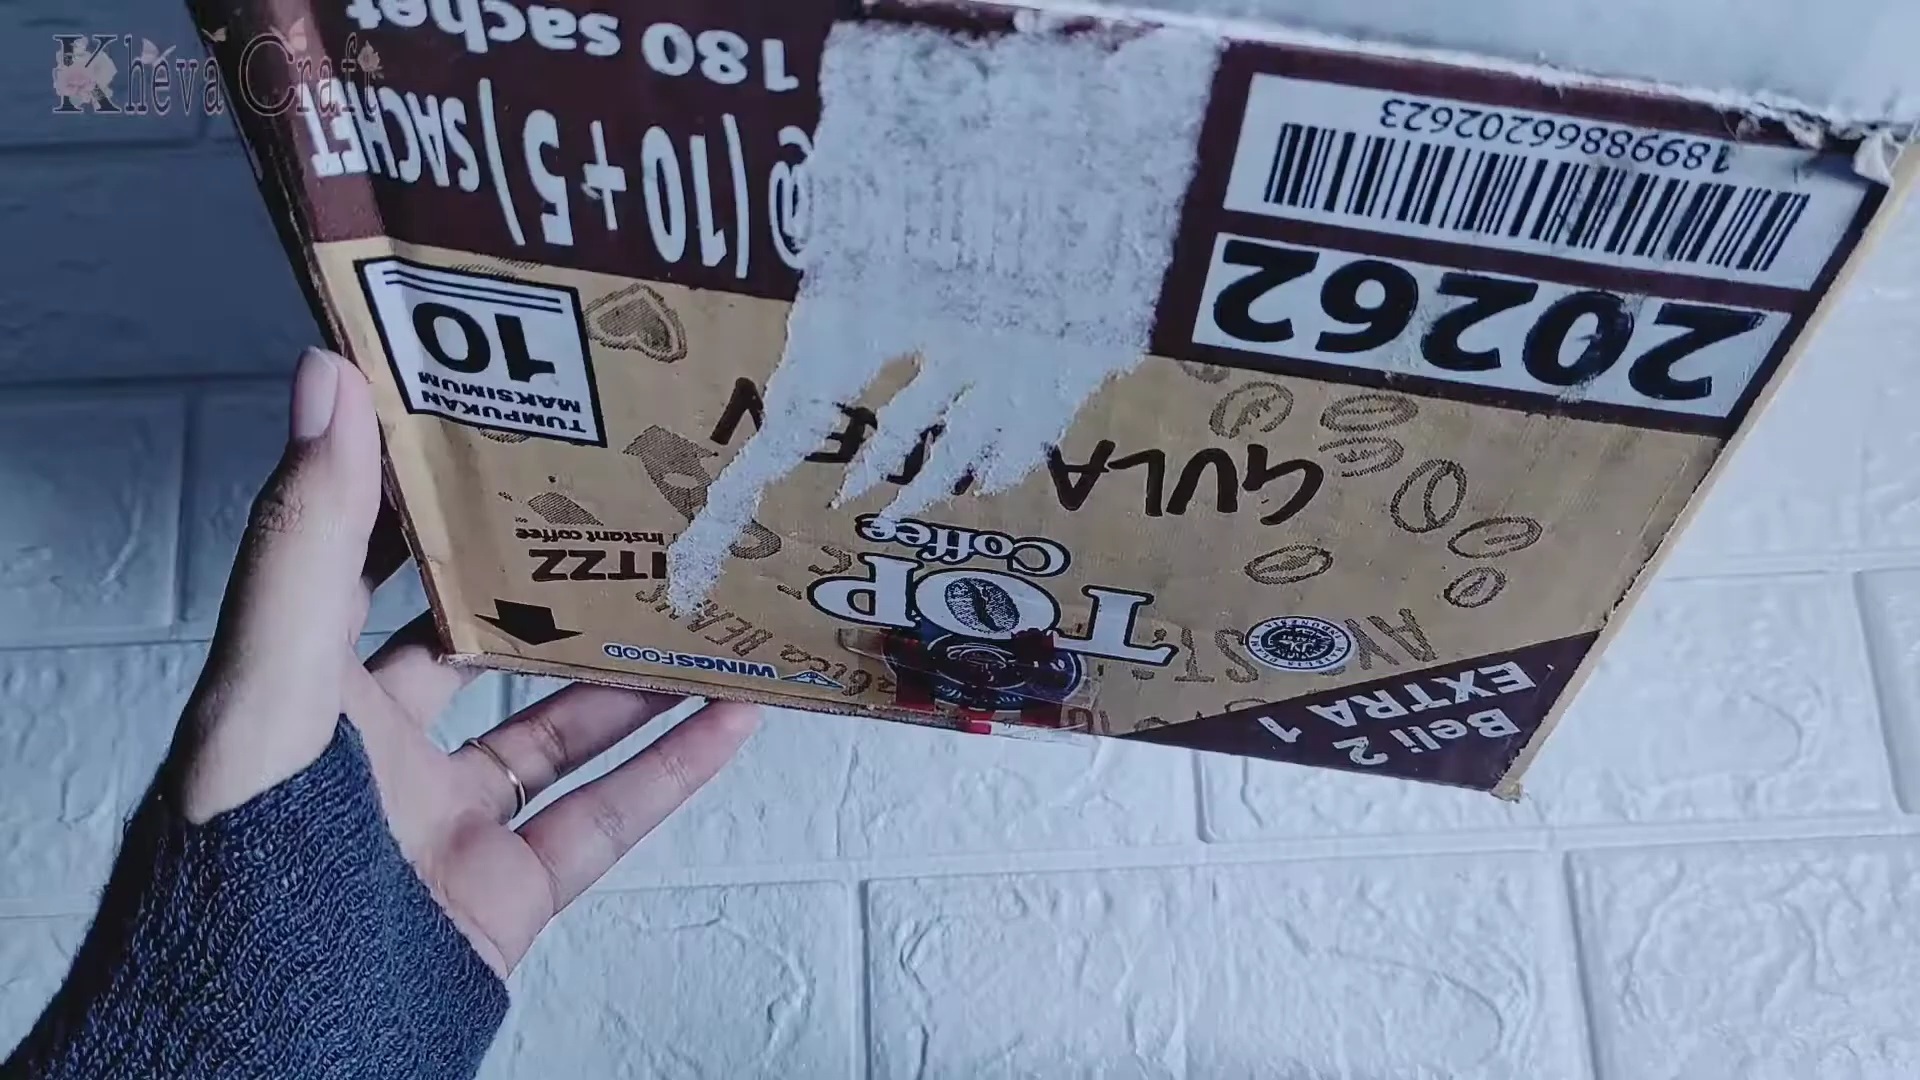 Kheva Craft
Beli 2
EXTRA 1
WINGSFOOD
TOP
Coffee
instant coffee
GULA
TUMPUKAN
MAKSIMUM
10
20262
18998866202623
@ (10 + 5) SACHET
180 sachet